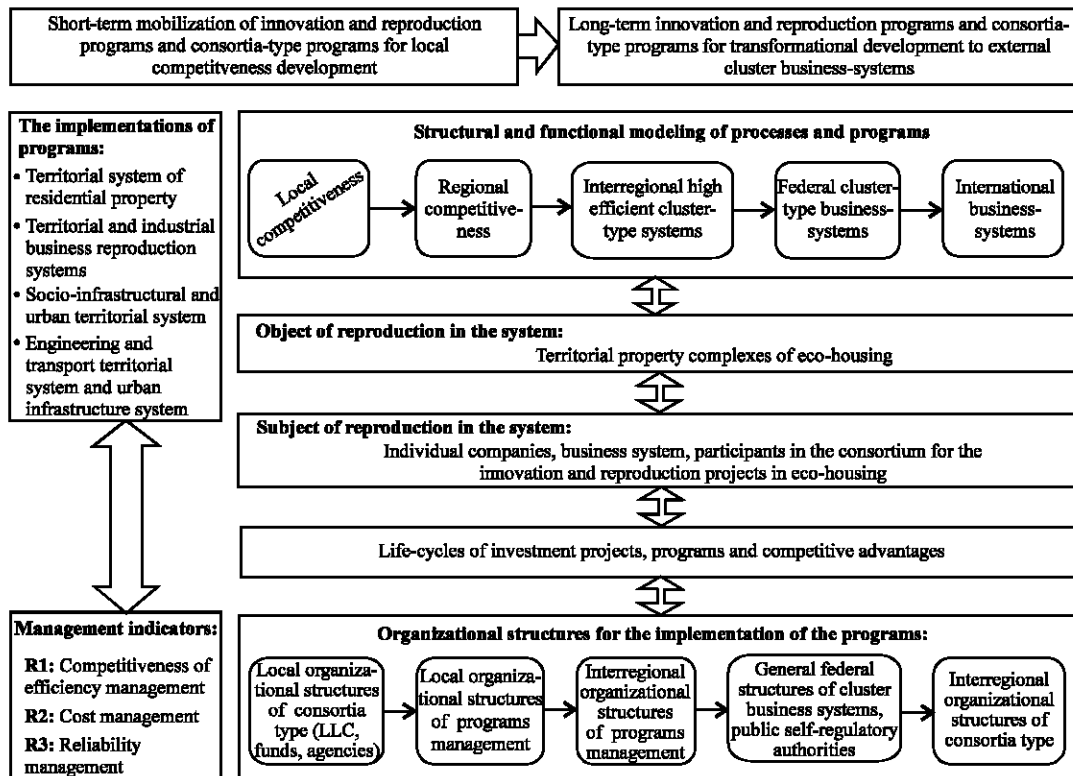 Short-term mobilization of innovation and reproduction
programs and consortia-type programs for local
competitveness development
Long-term innovation and reproduction programs and consortia-
type programs for transformational development to external
cluster business-systems
The implementations of
programs:
• Territorial system of
residential property
• Territorial and industrial
business reproduction
systems
• Socio-infrastructural and
urban territorial system
• Engineering and
transport territorial
system and urban
infrastructure system
Structural and functional modeling of processes and programs
Local
competitiveness
Regional
competitive-
ness
Interregional high
efficient cluster-
type systems
Federal cluster-
type business-
systems
International
business-
systems
Object of reproduction in the system:
Territorial property complexes of eco-housing
Subject of reproduction in the system:
Individual companies, business system, participants in the consortium for the
innovation and reproduction projects in eco-housing
Life-cycles of investment projects, programs and competitive advantages
Management indicators:
R1: Competitiveness of
efficiency management
R2: Cost management
R3: Reliability
management
Organizational structures for the implementation of the programs:
Local organiz-
ational structures
of consortia
type (LLC,
funds, agencies)
Local organiza-
tional structures
of programs
management
Interregional
organizational
structures
of programs
management
General federal
structures of cluster
business systems,
public self-regulatory
authorities
Interregional
organizational
structures of
consortia type